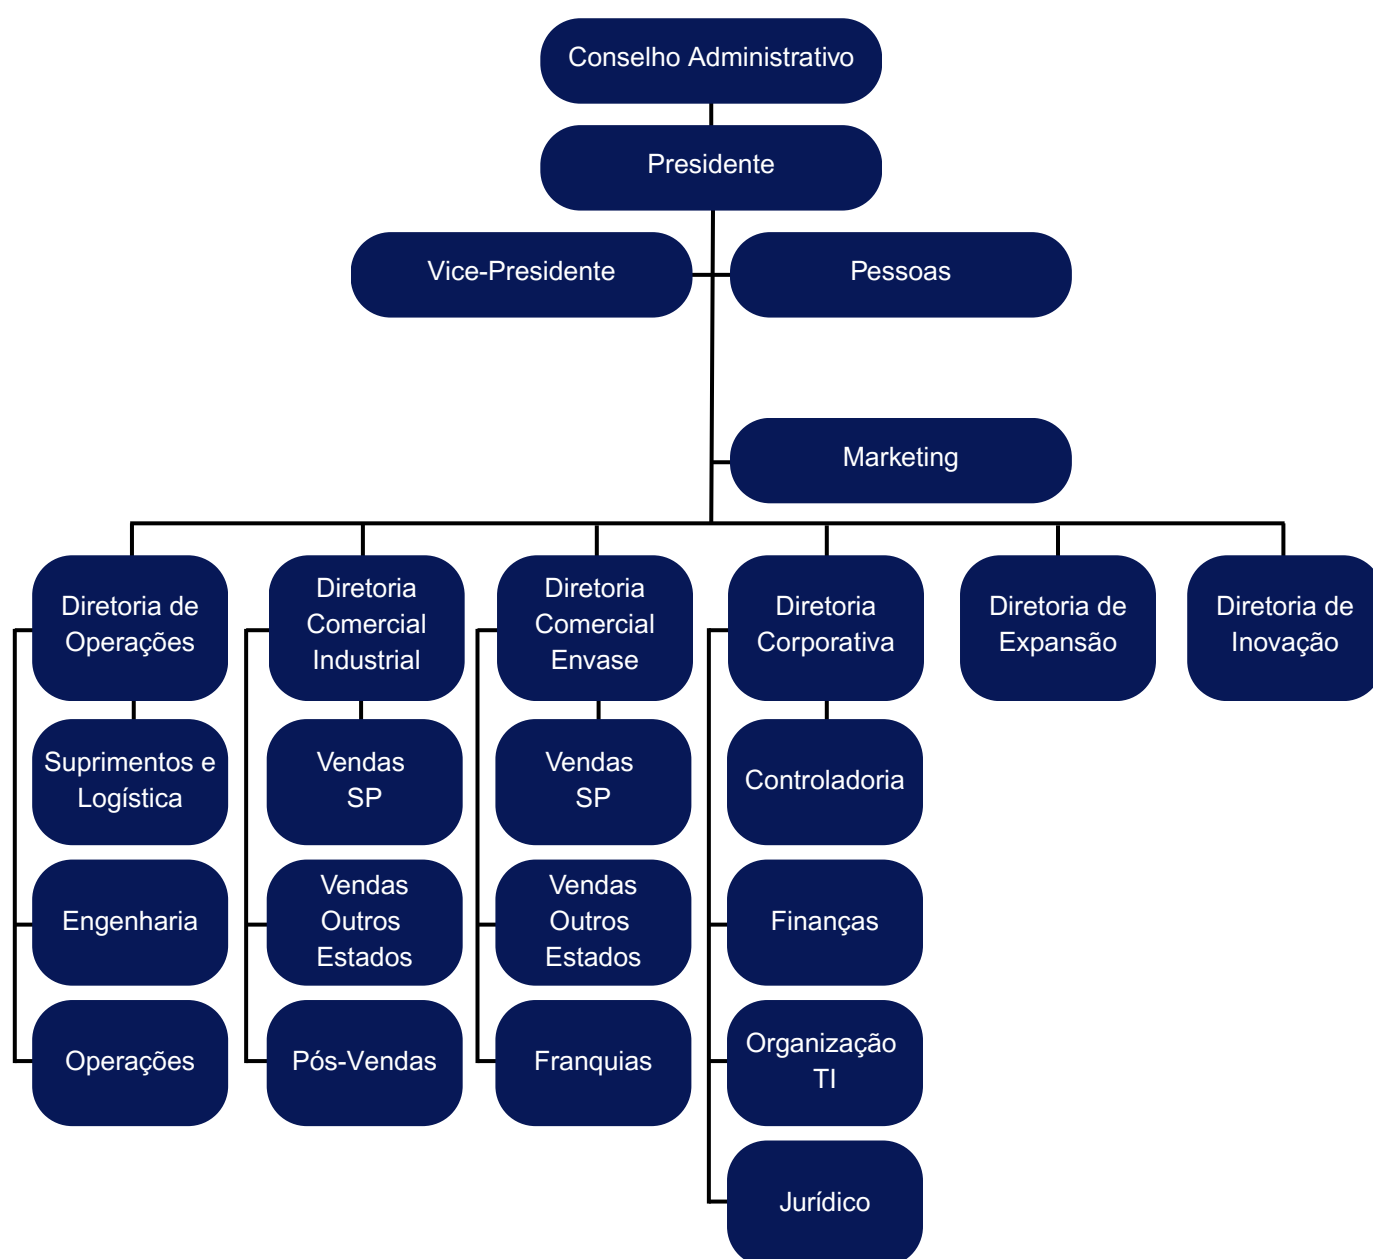 Conselho Administrativo
Presidente
Vice-Presidente
Pessoas
Marketing
Diretoria de
Operações
Diretoria
Comercial
Industrial
Diretoria
Comercial
Envase
Diretoria
Corporativa
Diretoria de
Expansão
Diretoria de
Inovação
Suprimentos e
Logística
Vendas
SP
Vendas
SP
Controladoria
Engenharia
Vendas
Outros
Estados
Vendas
Outros
Estados
Finanças
Operações
Pós-Vendas
Franquias
Organização
TI
Jurídico